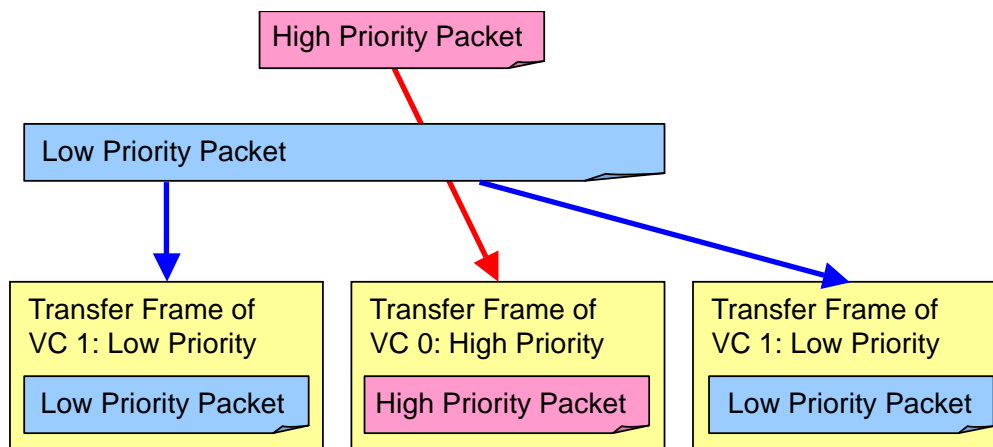 High Priority Packet
Low Priority Packet
Transfer Frame of
VC 1: Low Priority
Low Priority Packet
Transfer Frame of
VC 0: High Priority
High Priority Packet
Transfer Frame of
VC 1: Low Priority
Low Priority Packet